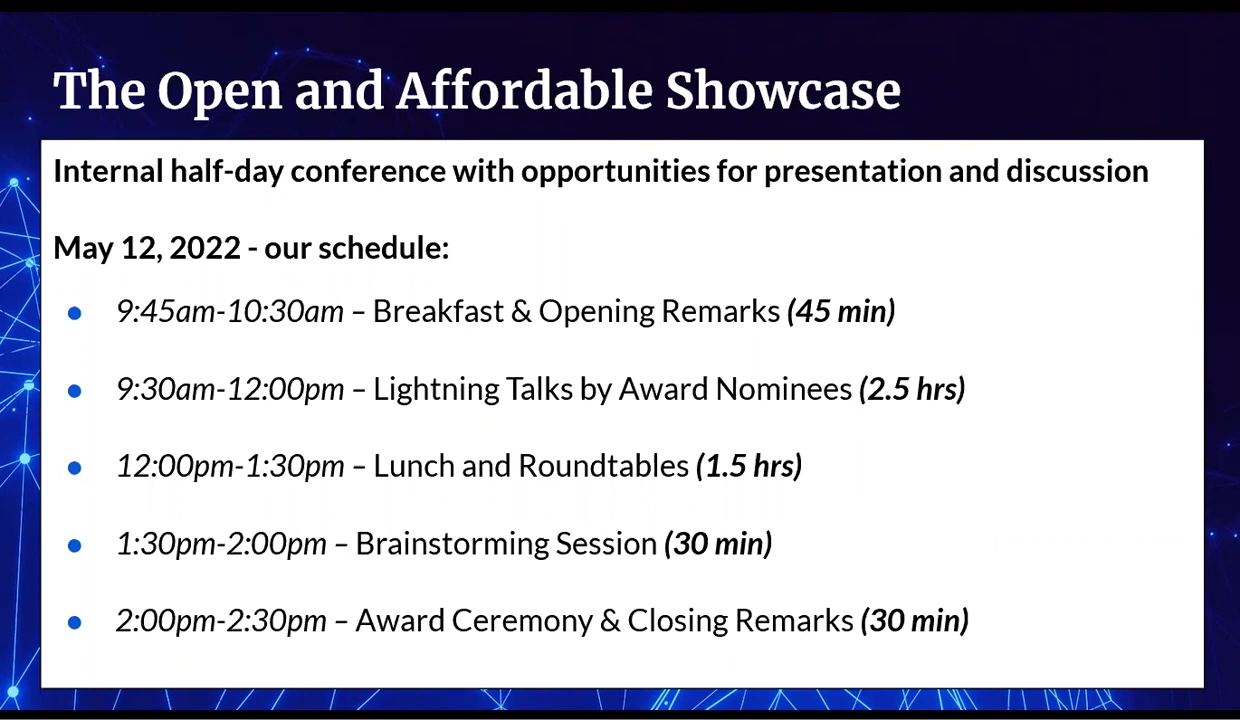 The Open and Affordable Showcase
Internal half-day conference with opportunities for presentation and discussion
May 12, 2022 - our schedule:
● 9:45am-10:30am – Breakfast & Opening Remarks (45 min)
● 9:30am-12:00pm – Lightning Talks by Award Nominees (2.5 hrs)
● 12:00pm-1:30pm – Lunch and Roundtables (1.5 hrs)
● 1:30pm-2:00pm – Brainstorming Session (30 min)
● 2:00pm-2:30pm – Award Ceremony & Closing Remarks (30 min)